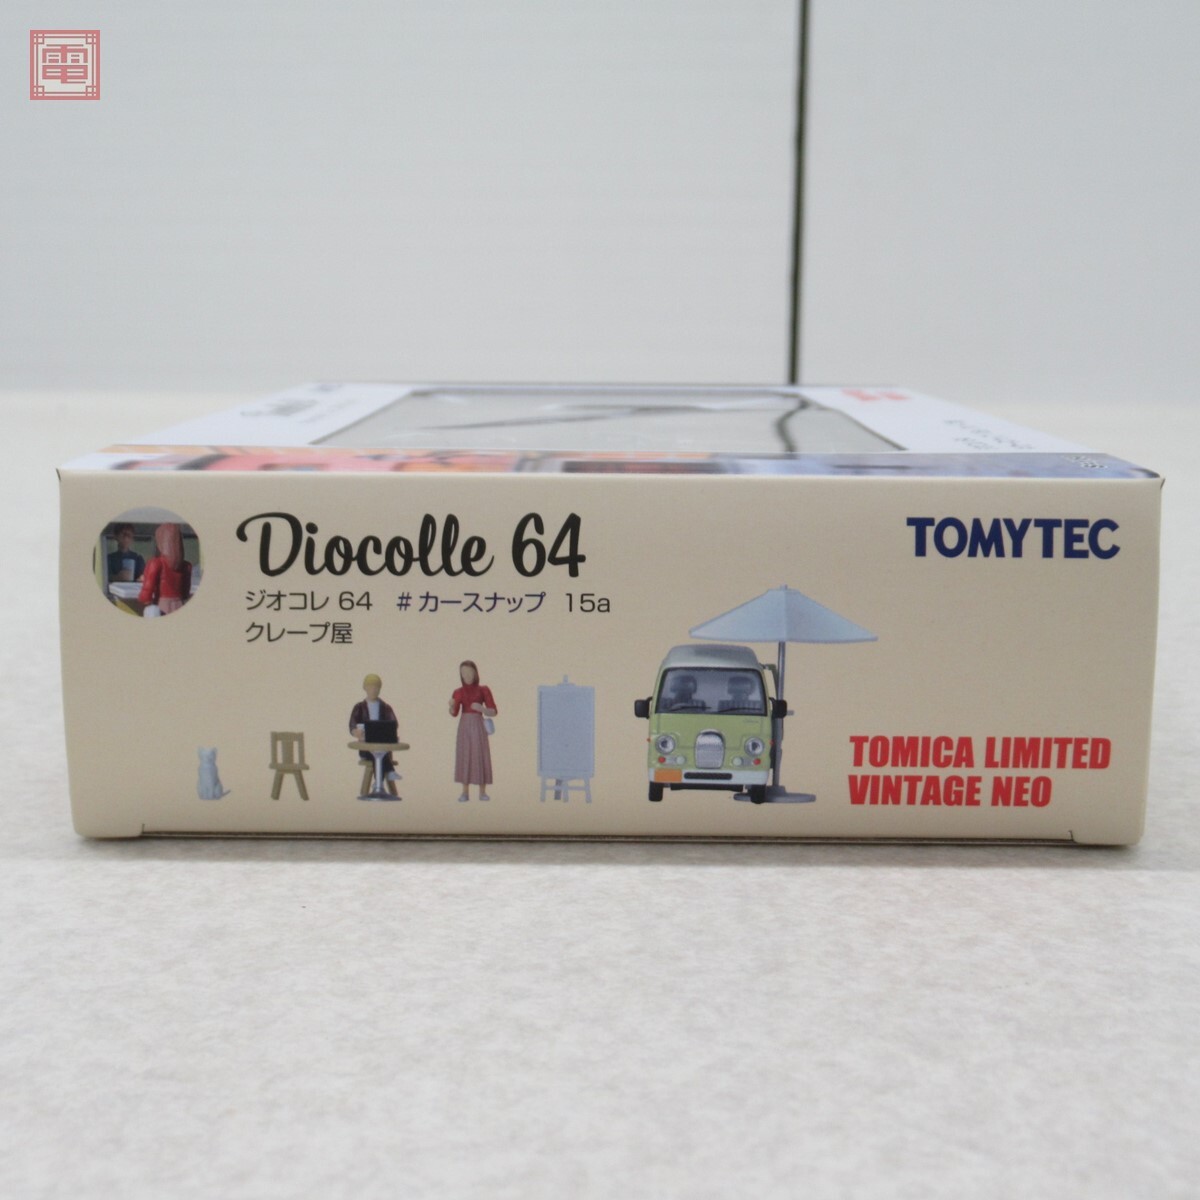 電
Diocolle 64
TOMYTEC
ジオコレ 64 #カースナップ 15a
クレープ屋
TOMICA LIMITED
VINTAGE NEO